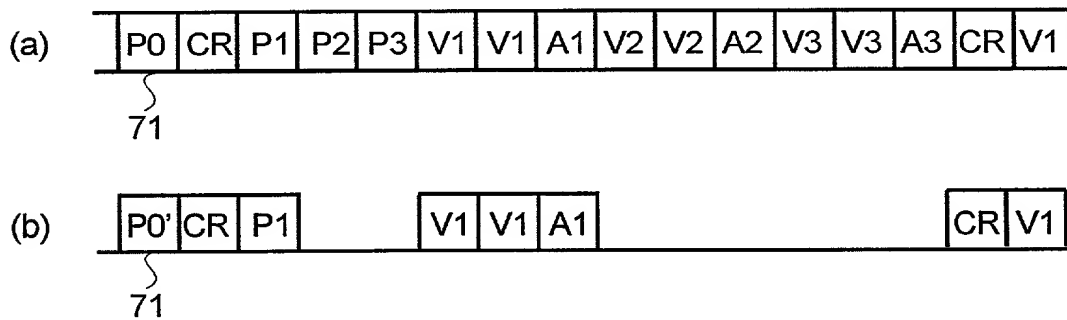 (a) P0 CR P1 P2 P3 V1 V1 A1 V2 V2 A2 V3 V3 A3 CR V1
71
(b) P0' CR P1 V1 V1 A1 CR V1
71